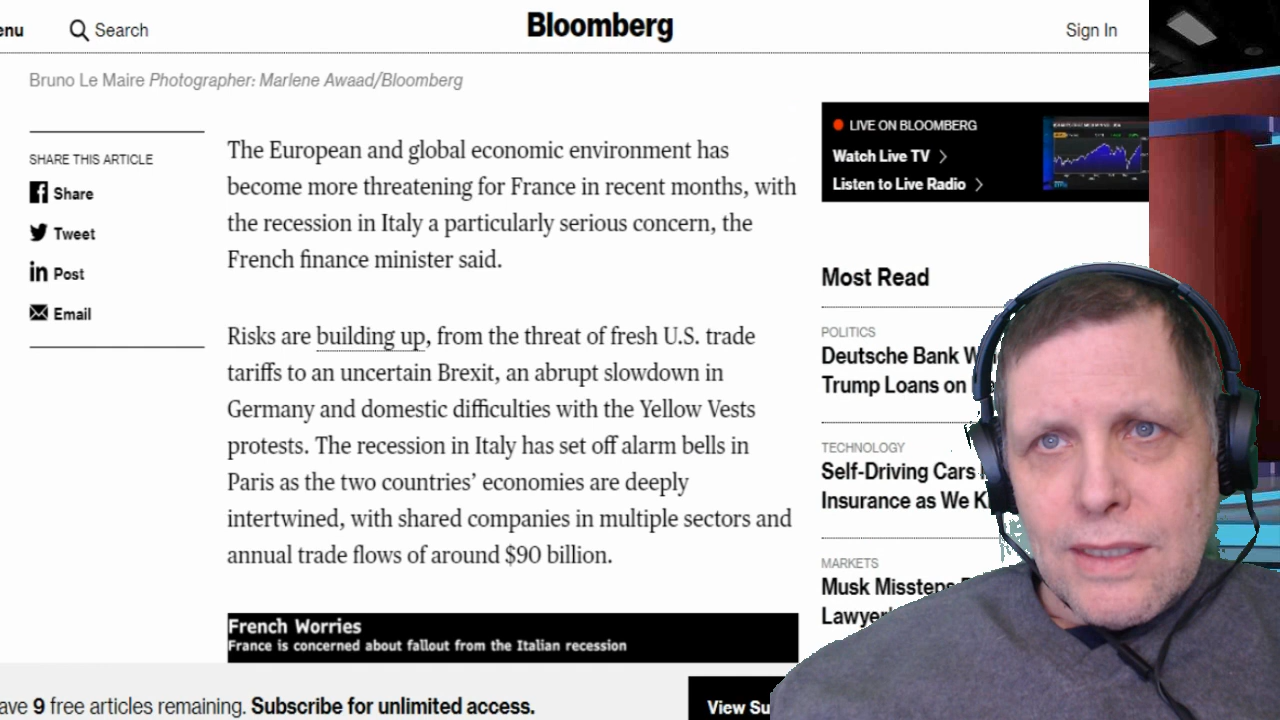 enu
Search
Bloomberg
Sign In
Bruno Le Maire Photographer: Marlene Awaad/Bloomberg
SHARE THIS ARTICLE
Share
Tweet
Post
Email
The European and global economic environment has
become more threatening for France in recent months, with
the recession in Italy a particularly serious concern, the
French finance minister said.
Risks are building up, from the threat of fresh U.S. trade
tariffs to an uncertain Brexit, an abrupt slowdown in
Germany and domestic difficulties with the Yellow Vests
protests. The recession in Italy has set off alarm bells in
Paris as the two countries' economies are deeply
intertwined, with shared companies in multiple sectors and
annual trade flows of around $90 billion.
French Worries
France is concerned about fallout from the Italian recession
LIVE ON BLOOMBERG
Watch Live TV
Listen to Live Radio
Most Read
POLITICS
Deutsche Bank W
Trump Loans on
TECHNOLOGY
Self-Driving Cars
Insurance as We K
MARKETS
Musk Missteps
Lawyer
ave 9 free articles remaining. Subscribe for unlimited access.
View Su